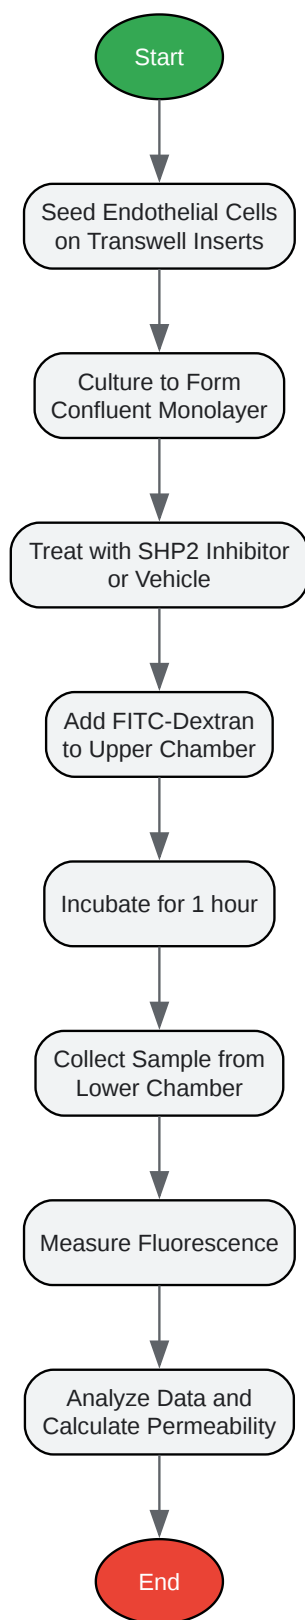 Start
Seed Endothelial Cells
on Transwell Inserts
Culture to Form
Confluent Monolayer
Treat with SHP2 Inhibitor
or Vehicle
Add FITC-Dextran
to Upper Chamber
Incubate for 1 hour
Collect Sample from
Lower Chamber
Measure Fluorescence
Analyze Data and
Calculate Permeability
End